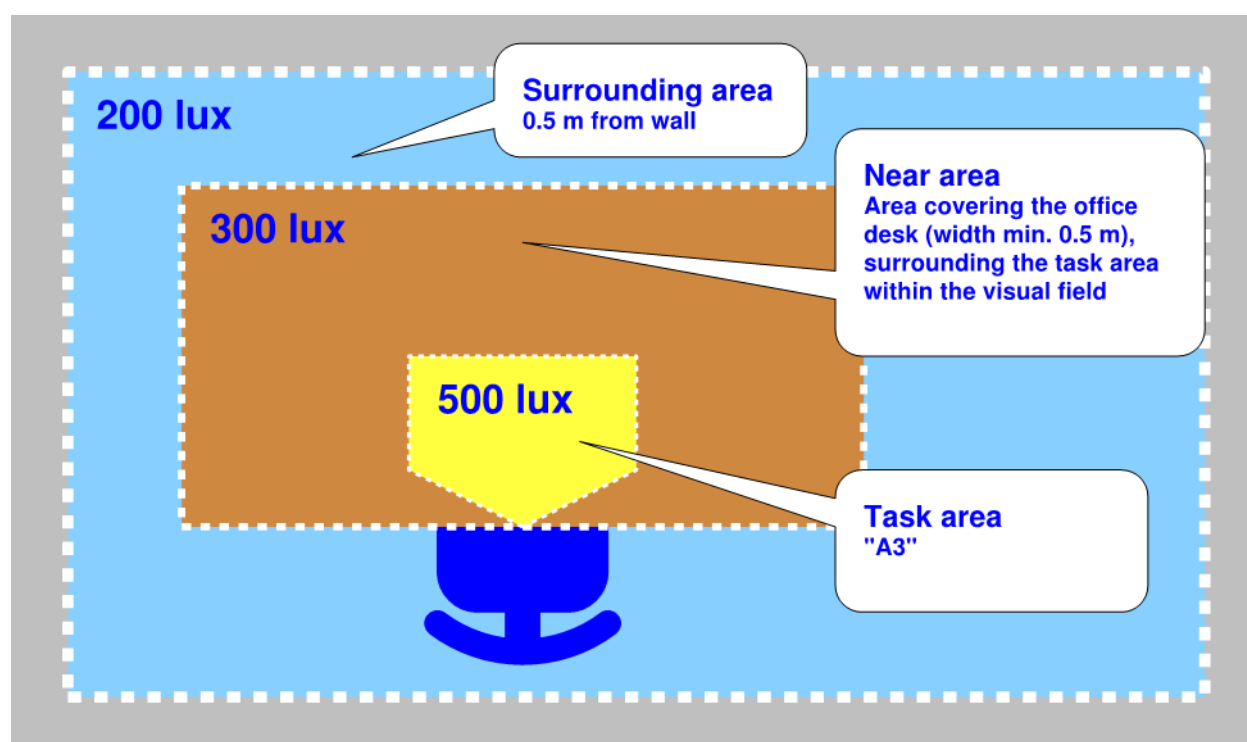 200 lux
Surrounding area
0.5 m from wall
Near area
Area covering the office
desk (width min. 0.5 m),
surrounding the task area
within the visual field
300 lux
500 lux
Task area
"A3"